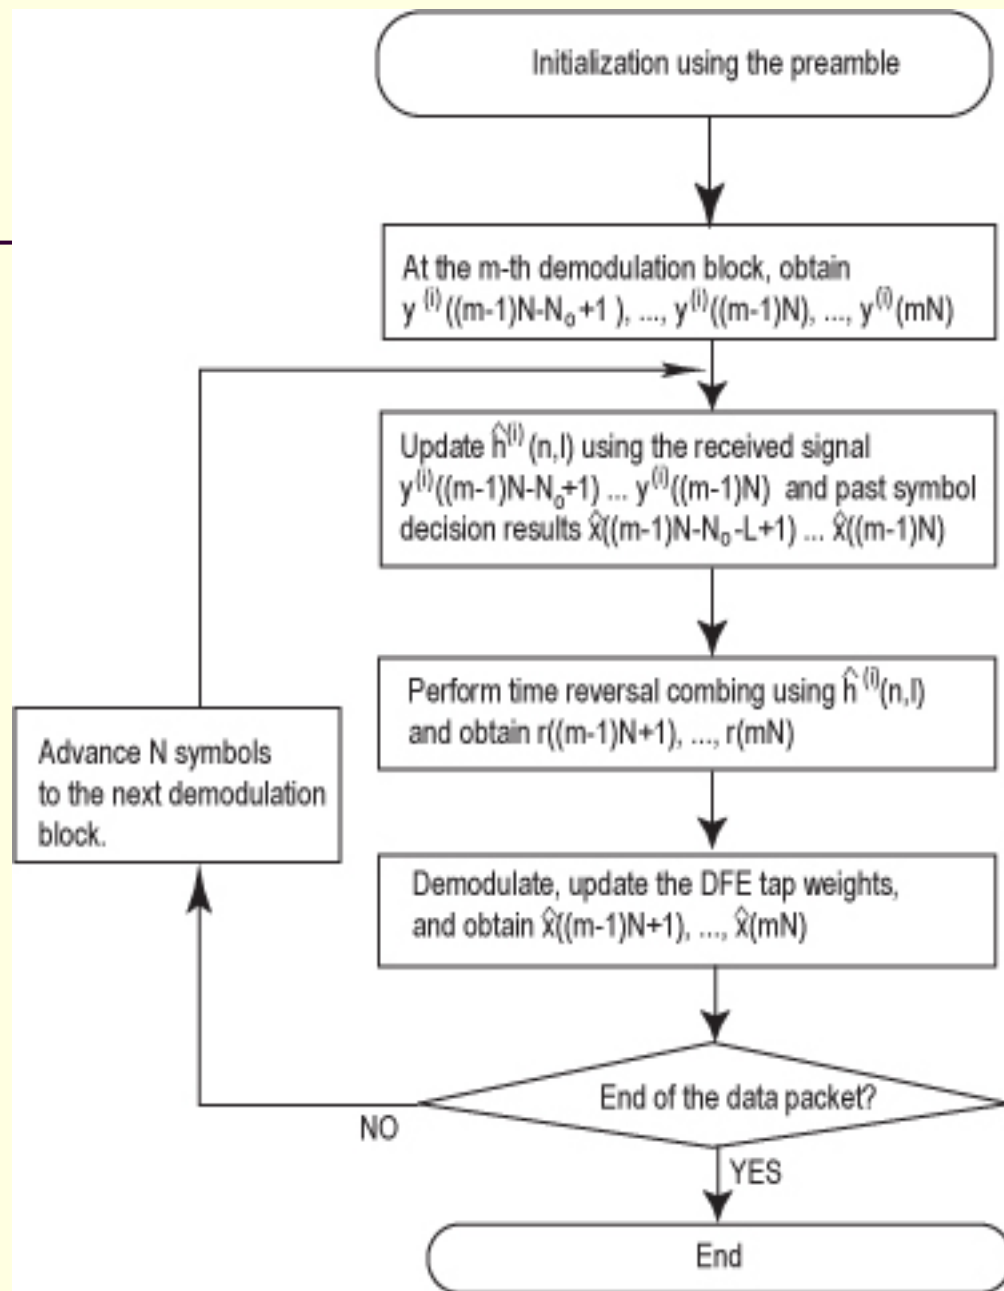 Initialization using the preamble
At the m-th demodulation block, obtain
y⁽ⁱ⁾((m-1)N-Nₒ+1 ), ..., y⁽ⁱ⁾((m-1)N), ..., y⁽ⁱ⁾(mN)
Update ĥ⁽ⁱ⁾(n,l) using the received signal
y⁽ⁱ⁾((m-1)N-Nₒ+1) ... y⁽ⁱ⁾((m-1)N) and past symbol
decision results x̂((m-1)N-Nₒ-L+1) ... x̂((m-1)N)
Perform time reversal combing using ĥ⁽ⁱ⁾(n,l)
and obtain r((m-1)N+1), ..., r(mN)
Advance N symbols
to the next demodulation
block.
Demodulate, update the DFE tap weights,
and obtain x̂((m-1)N+1), ..., x̂(mN)
End of the data packet?
NO
YES
End